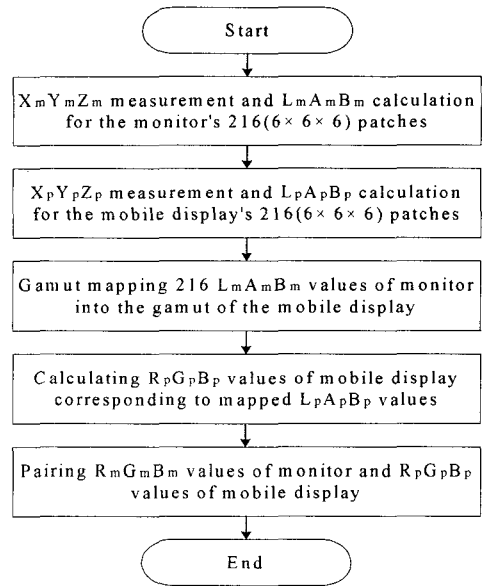 Start
XmYmZm measurement and LmAmBm calculation
for the monitor's 216(6× 6× 6) patches
XpYpZp measurement and LpApBp calculation
for the mobile display's 216(6× 6× 6) patches
Gamut mapping 216 LmAmBm values of monitor
into the gamut of the mobile display
Calculating RpGpBp values of mobile display
corresponding to mapped LpApBp values
Pairing RmGmBm values of monitor and RpGpBp
values of mobile display
End